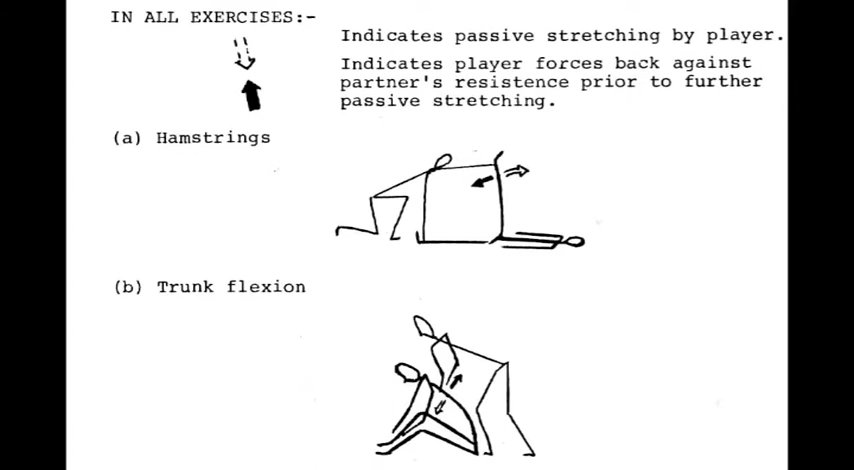 IN ALL EXERCISES:-
Indicates passive stretching by player.
Indicates player forces back against
partner's resistence prior to further
passive stretching.
(a) Hamstrings
(b) Trunk flexion